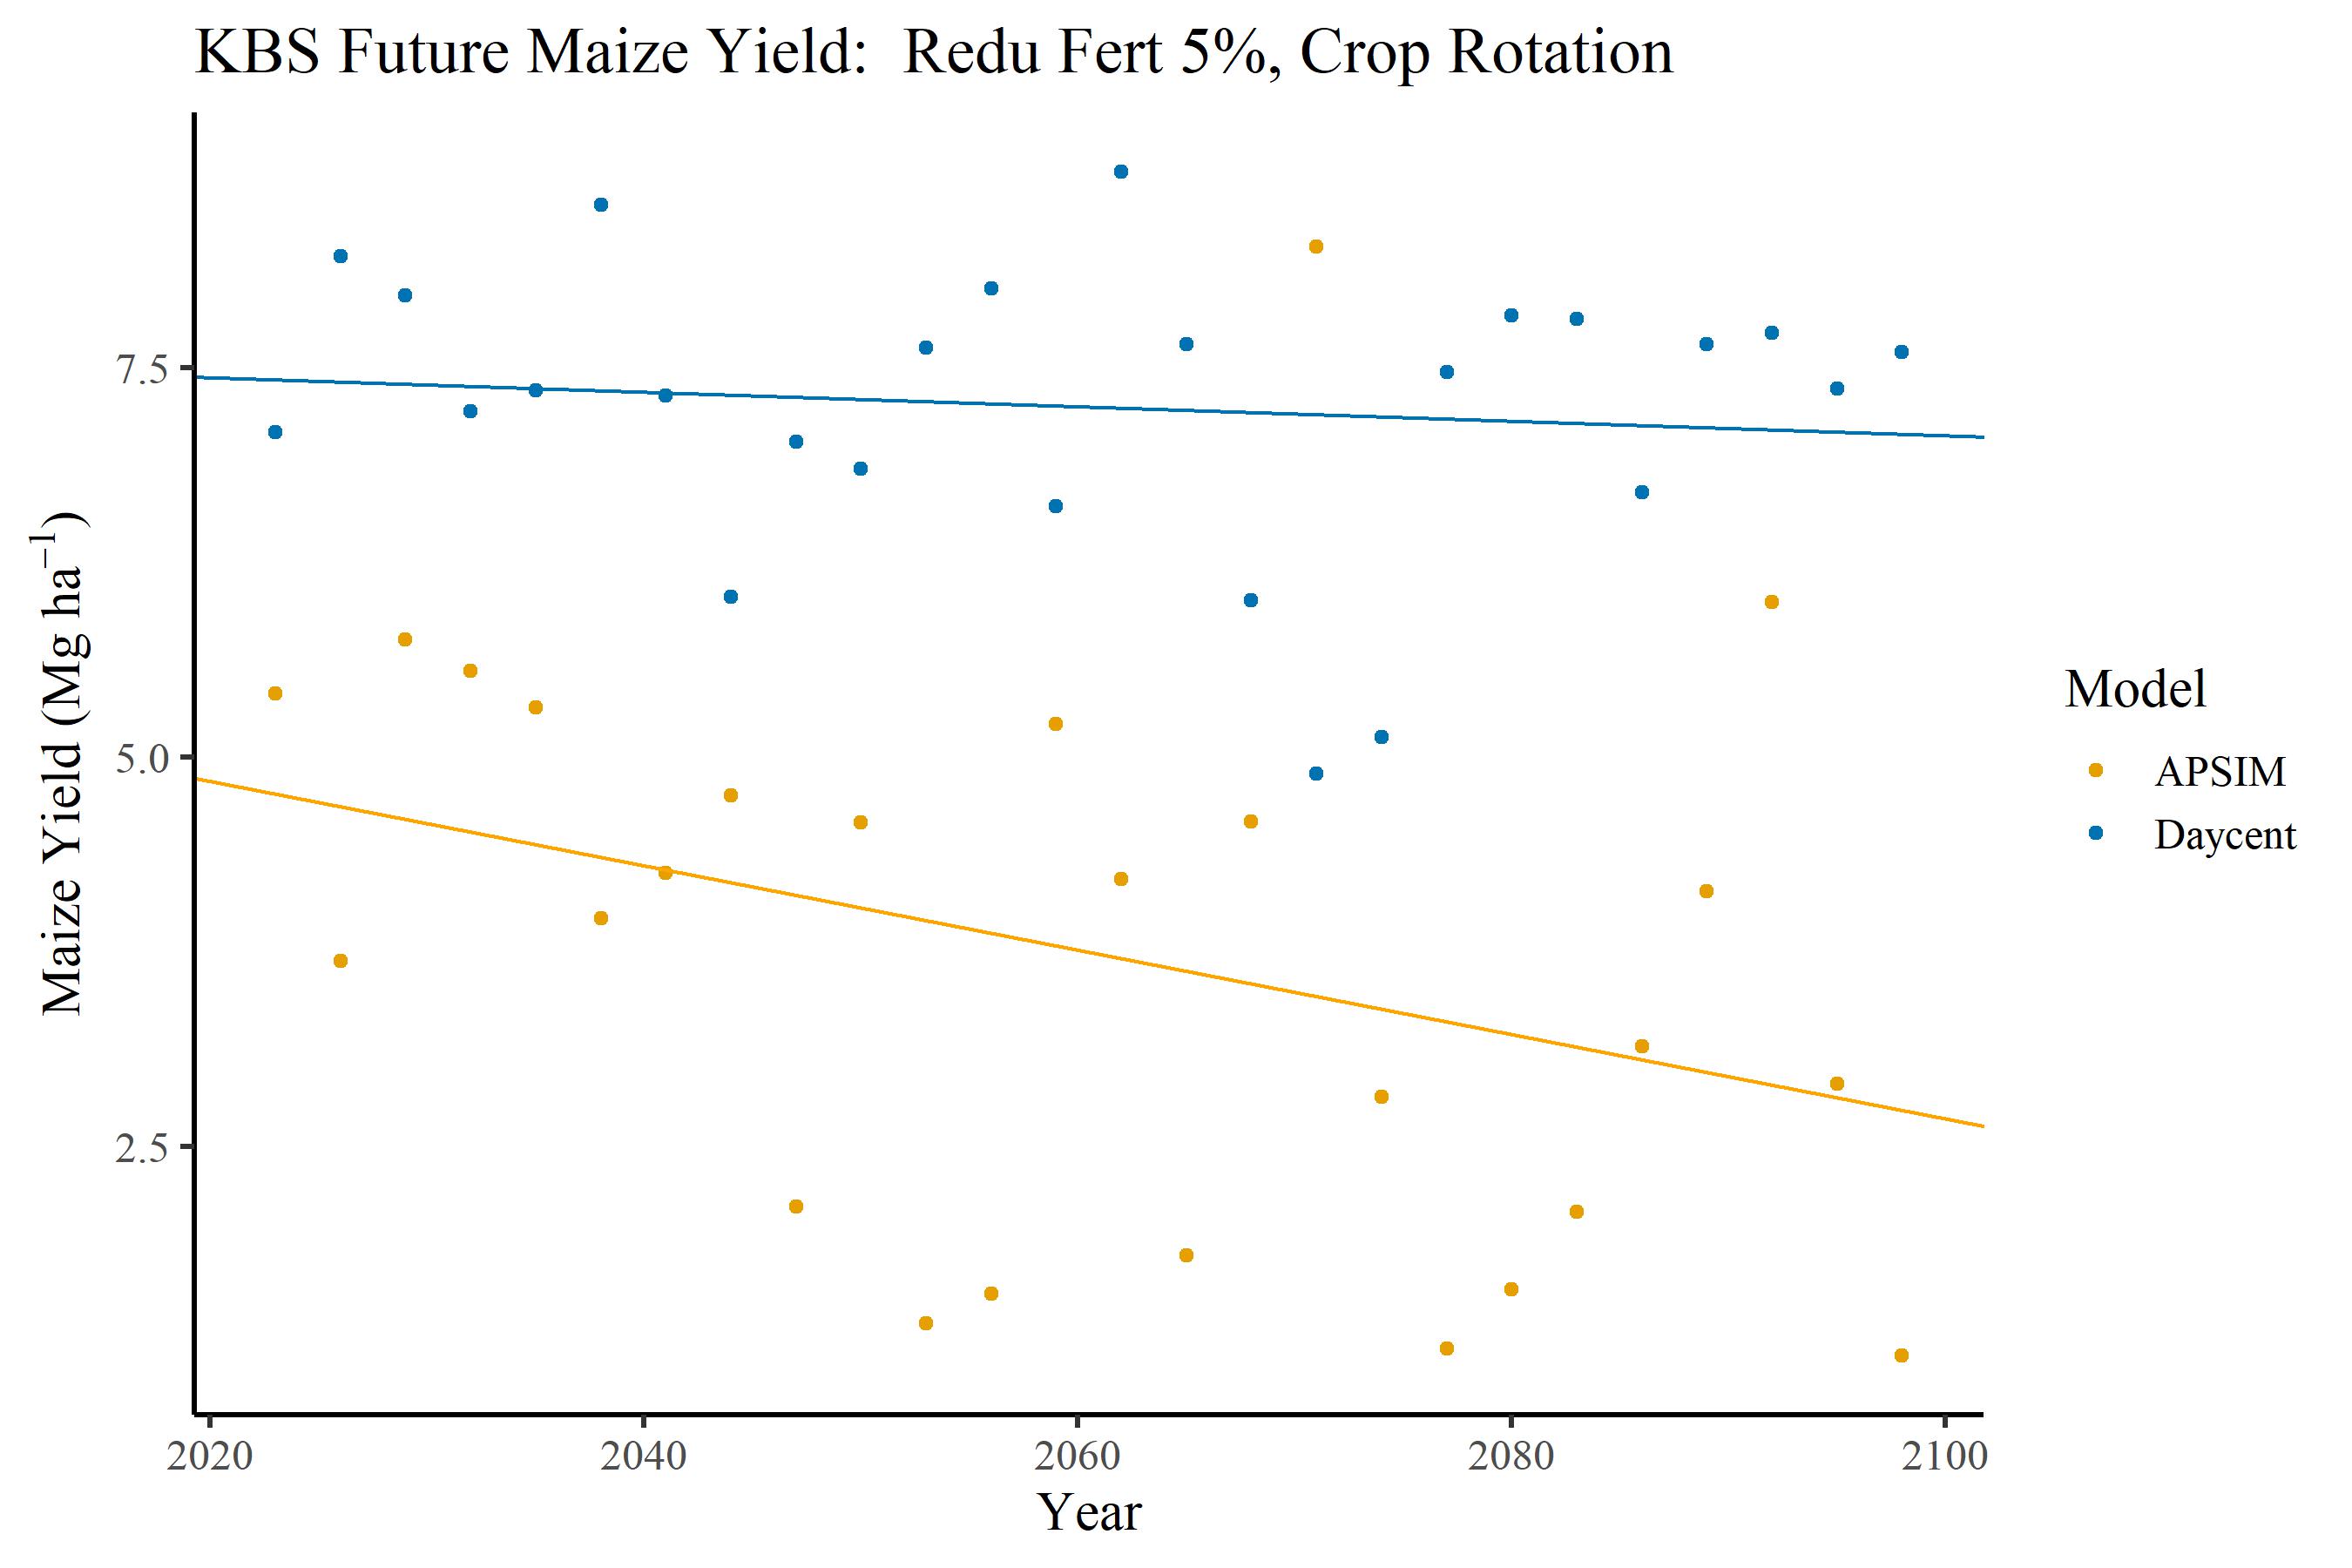 KBS Future Maize Yield:  Redu Fert 5%, Crop Rotation
Maize Yield (Mg ha⁻¹)
7.5
5.0
2.5
2020 2040 2060 2080 2100
Year
Model
APSIM
Daycent